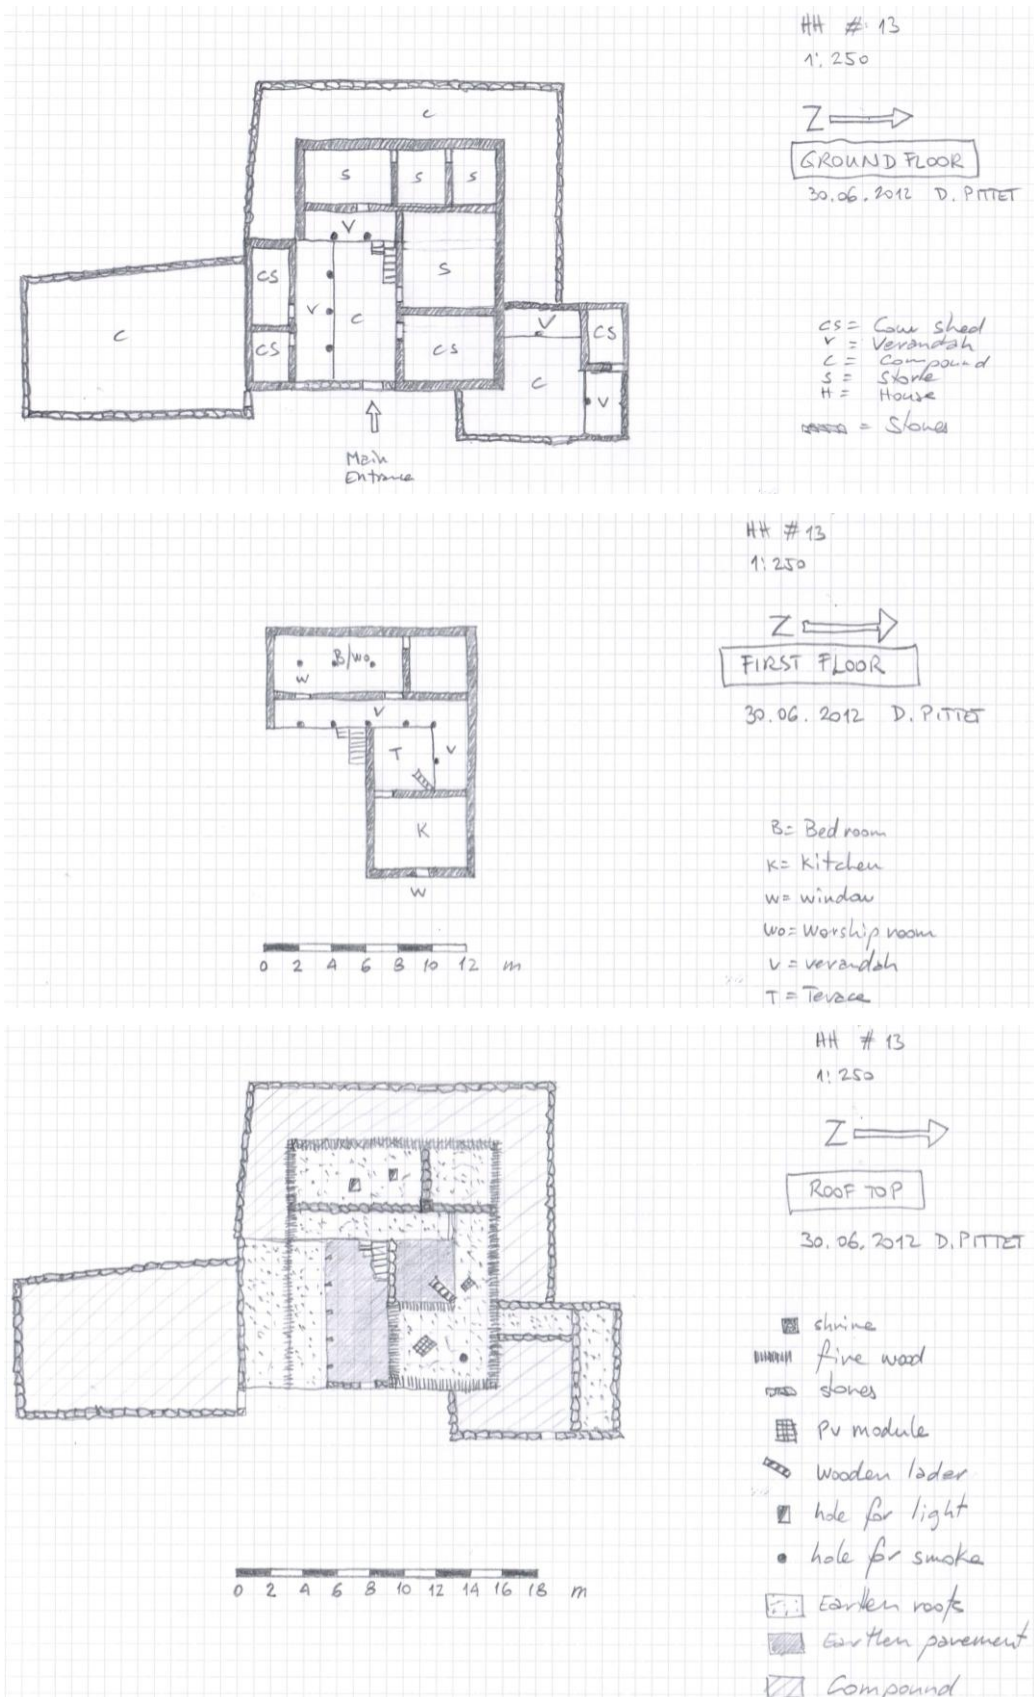 HH # 13
1:250
Z
GROUND FLOOR
30.06.2012 D. PITTET
C
S
S
S
V
CS
S
C
V
C
CS
CS
V
CS
C
V
Main
Entrance
CS = Cow shed
V = Verandah
C = Compound
S = Store
H = House
= Stones
HH # 13
1:250
Z
FIRST FLOOR
30.06.2012 D. PITTET
B/Wo
W
V
T
V
K
W
0 2 4 6 8 10 12 m
B = Bedroom
K = Kitchen
W = window
Wo = Worship room
V = verandah
T = Terace
HH # 13
1:250
Z
ROOF TOP
30.06.2012 D. PITTET
0 2 4 6 8 10 12 14 16 18 m
shrine
fire wood
stones
PV module
Wooden lader
hole for light
hole for smoke
Earthen roofs
Earthen pavement
Compound